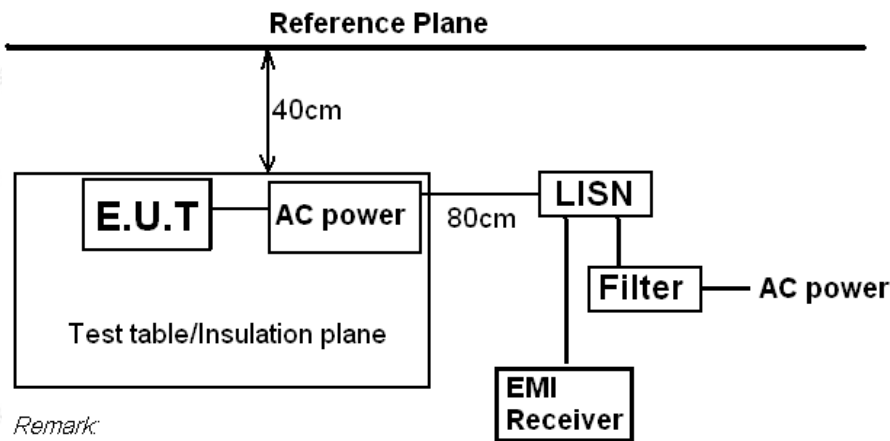 Reference Plane
40cm
E.U.T
AC power
80cm
LISN
Filter
AC power
Test table/Insulation plane
EMI
Receiver
Remark: